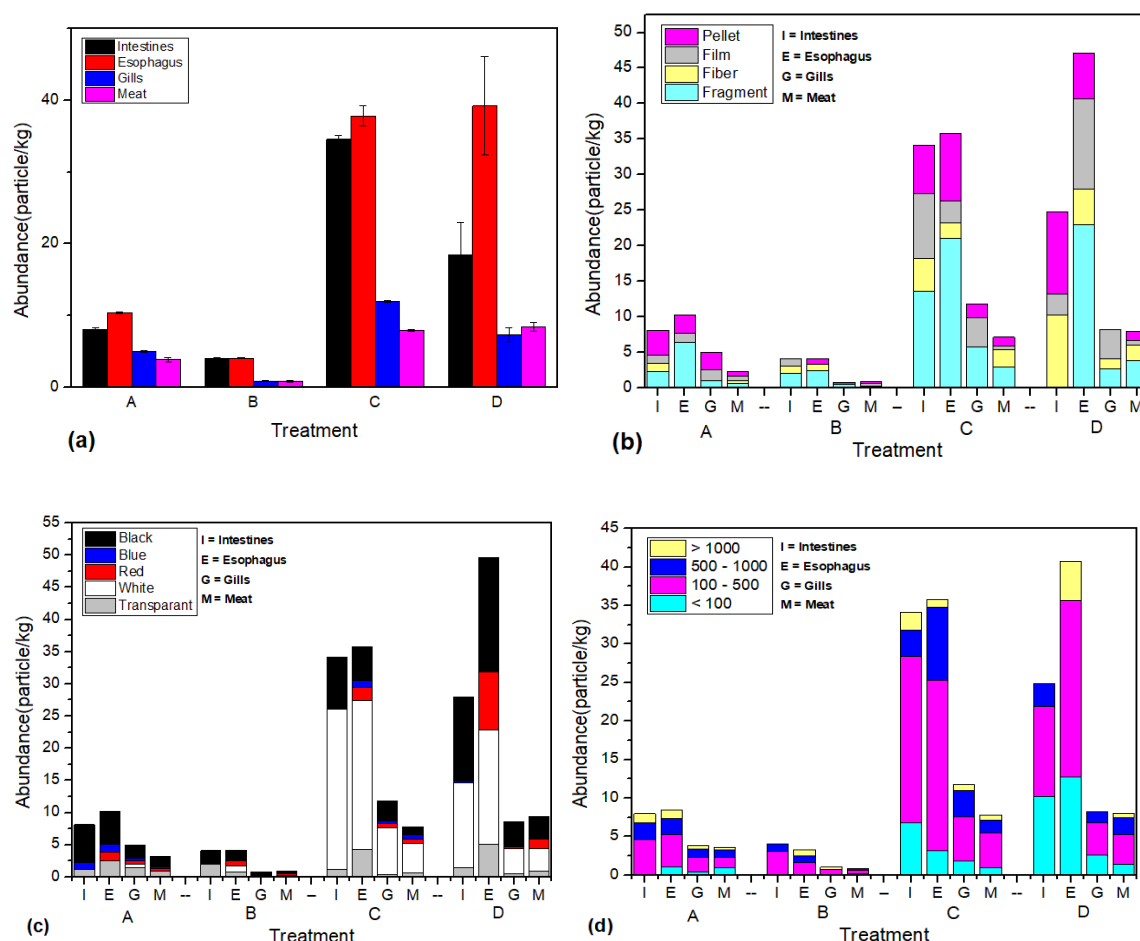 Intestines
Esophagus
Gills
Meat
40
20
0
Abundance(particle/kg)
A B C D
Treatment
(a)
Pellet
Film
Fiber
Fragment
I = Intestines
E = Esophagus
G = Gills
M = Meat
50
45
40
35
30
25
20
15
10
5
0
Abundance(particle/kg)
I E G M -- I E G M – I E G M -- I E G M
A B C D
Treatment
(b)
Black
Blue
Red
White
Transparant
I = Intestines
E = Esophagus
G = Gills
M = Meat
55
50
45
40
35
30
25
20
15
10
5
0
Abundance(particle/kg)
I E G M -- I E G M – I E G M -- I E G M
A B C D
Treatment
(c)
> 1000
500 - 1000
100 - 500
< 100
I = Intestines
E = Esophagus
G = Gills
M = Meat
45
40
35
30
25
20
15
10
5
0
Abundance(particle/kg)
I E G M -- I E G M – I E G M -- I E G M
A B C D
Treatment
(d)